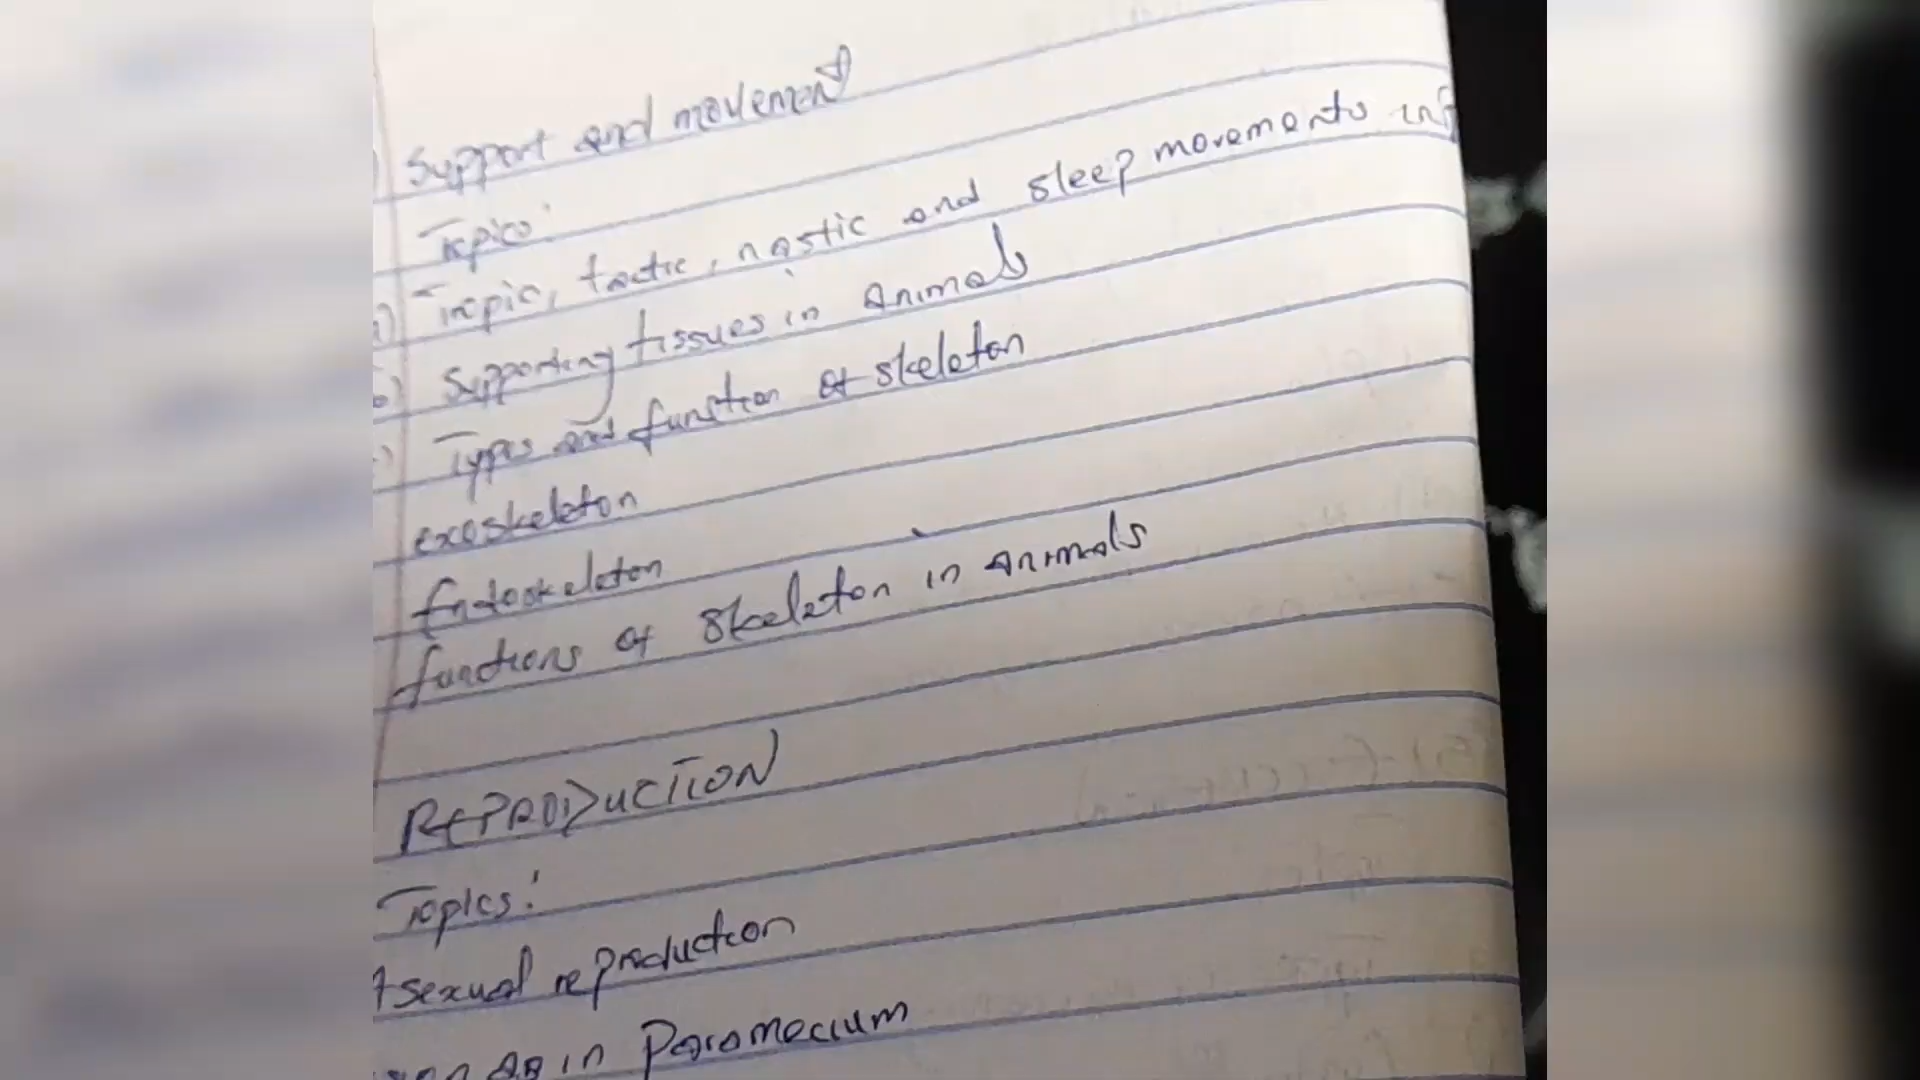 Support and movement
Topics:
Tropic, tactic, nastic and sleep movements in
Supporting tissues in Animals
Types and function of skeleton
exoskeleton
Endoskeleton
functions of skeleton in Animals
REPRODUCTION
Topics:
Asexual reproduction
as in Paramecium